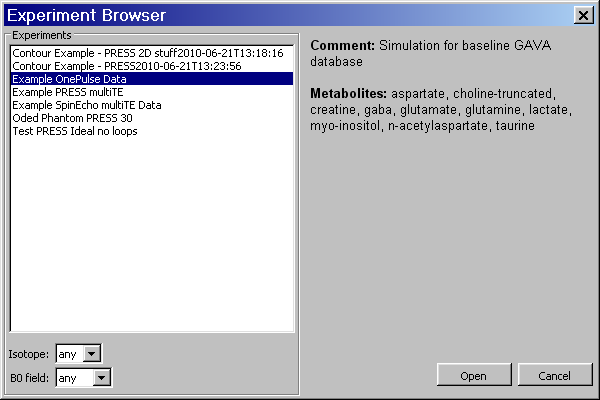 Experiment Browser
Experiments
Contour Example - PRESS 2D stuff2010-06-21T13:18:16
Contour Example - PRESS2010-06-21T13:23:56
Example OnePulse Data
Example PRESS multiTE
Example SpinEcho multiTE Data
Oded Phantom PRESS 30
Test PRESS Ideal no loops
Isotope: any
B0 field: any
Comment: Simulation for baseline GAVA
database
Metabolites: aspartate, choline-truncated,
creatine, gaba, glutamate, glutamine, lactate,
myo-inositol, n-acetylaspartate, taurine
Open Cancel